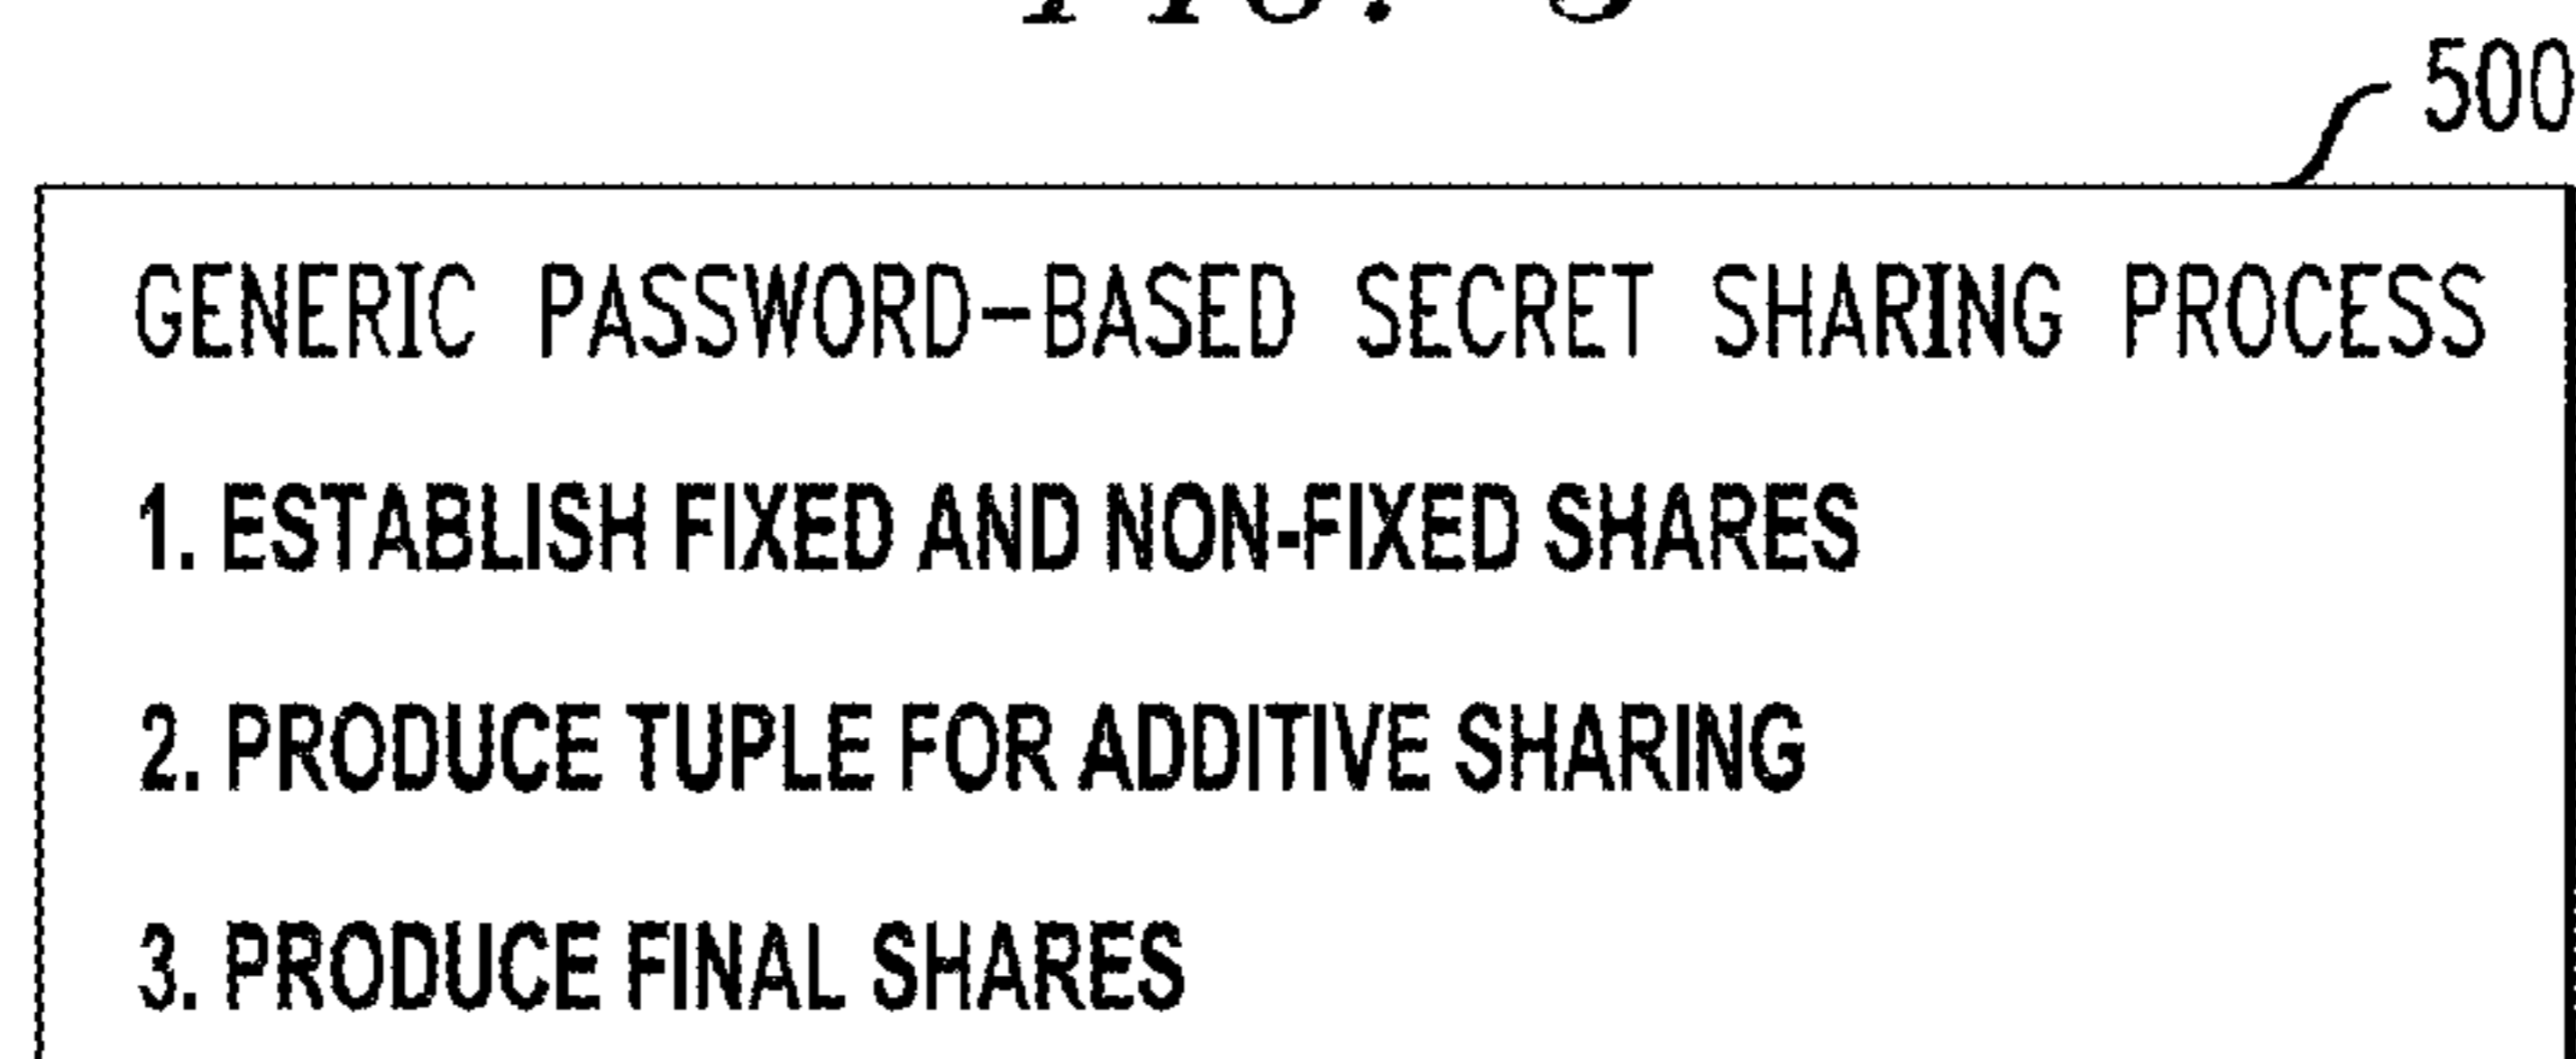 500
GENERIC PASSWORD-BASED SECRET SHARING PROCESS
1. ESTABLISH FIXED AND NON-FIXED SHARES
2. PRODUCE TUPLE FOR ADDITIVE SHARING
3. PRODUCE FINAL SHARES